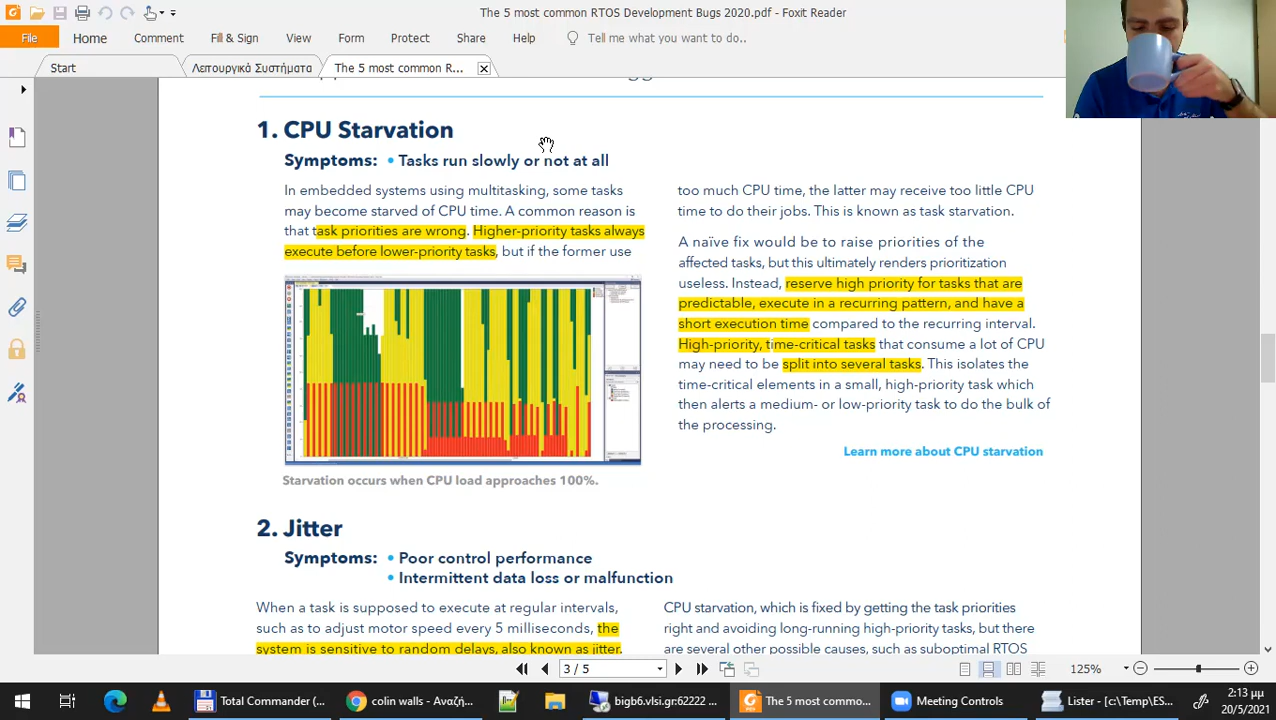 The 5 most common RTOS Development Bugs 2020.pdf - Foxit Reader
File Home Comment Fill & Sign View Form Protect Share Help Tell me what you want to do..
Start Λειτουργικά Συστήματα The 5 most common R...
1. CPU Starvation
Symptoms: • Tasks run slowly or not at all
In embedded systems using multitasking, some tasks
may become starved of CPU time. A common reason is
that task priorities are wrong. Higher-priority tasks always
execute before lower-priority tasks, but if the former use
Starvation occurs when CPU load approaches 100%.
too much CPU time, the latter may receive too little CPU
time to do their jobs. This is known as task starvation.
A naïve fix would be to raise priorities of the
affected tasks, but this ultimately renders prioritization
useless. Instead, reserve high priority for tasks that are
predictable, execute in a recurring pattern, and have a
short execution time compared to the recurring interval.
High-priority, time-critical tasks that consume a lot of CPU
may need to be split into several tasks. This isolates the
time-critical elements in a small, high-priority task which
then alerts a medium- or low-priority task to do the bulk of
the processing.
Learn more about CPU starvation
2. Jitter
Symptoms: • Poor control performance
• Intermittent data loss or malfunction
When a task is supposed to execute at regular intervals,
such as to adjust motor speed every 5 milliseconds, the
system is sensitive to random delays, also known as jitter.
CPU starvation, which is fixed by getting the task priorities
right and avoiding long-running high-priority tasks, but there
are several other possible causes, such as suboptimal RTOS
3 / 5
125%
Total Commander (... colin walls - Αναζή... bigb6.vlsi.gr:62222 ... The 5 most commo... Meeting Controls Lister - [c:\Temp\ES...
2:13 μμ
20/5/2021